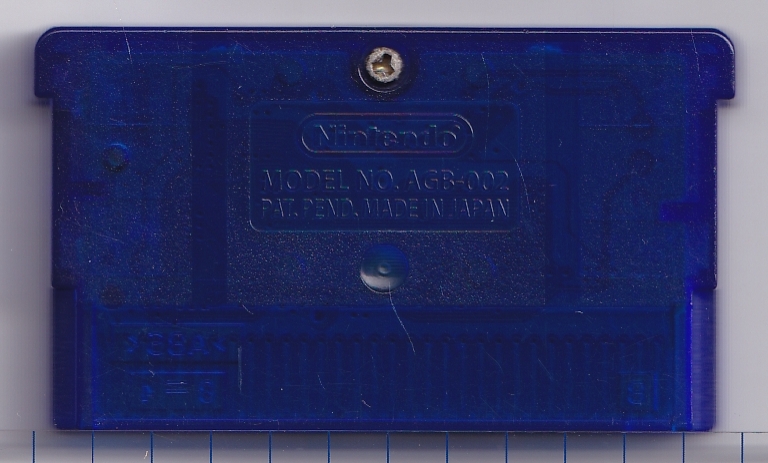 Nintendo®
MODEL NO. AGB-002
PAT. PEND. MADE IN JAPAN